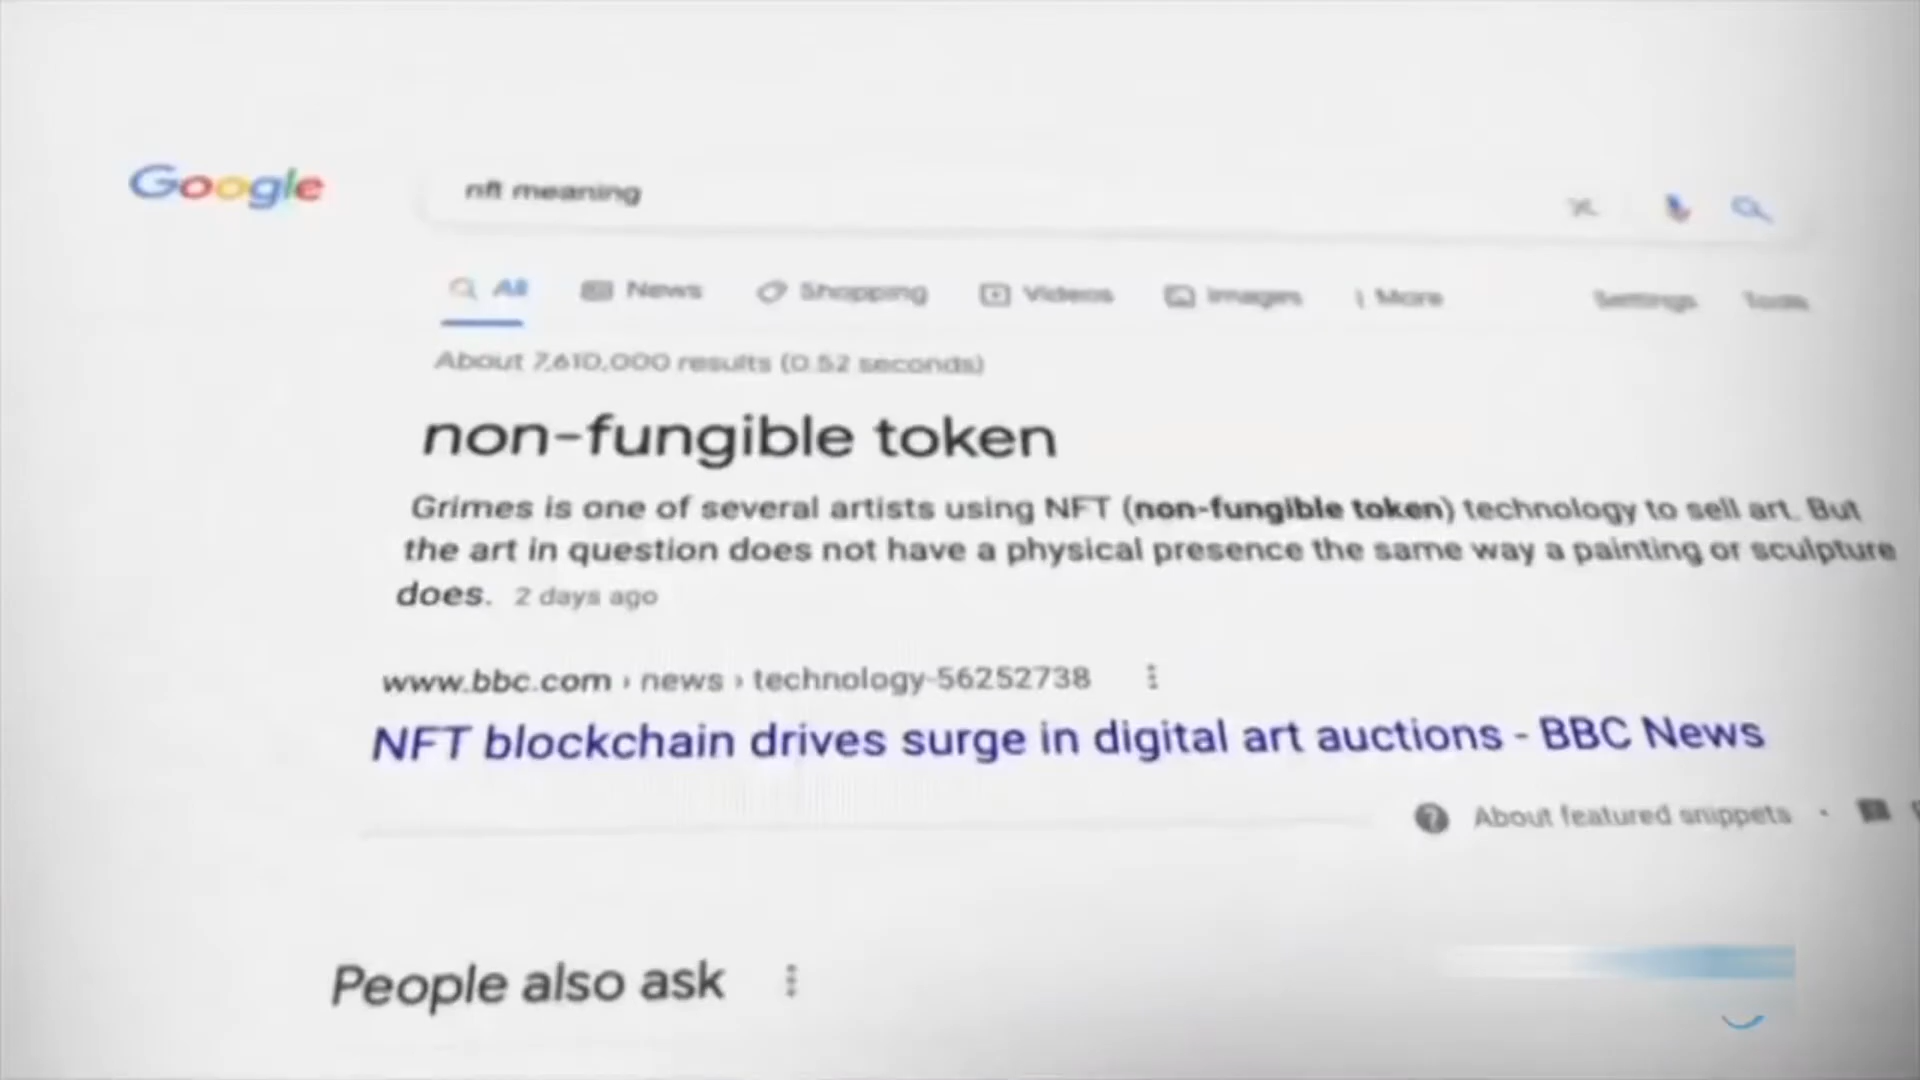 Google
nft meaning
All News Shopping Videos Images More Settings Tools
About 7,610,000 results (0.52 seconds)
non-fungible token
Grimes is one of several artists using NFT (non-fungible token) technology to sell art. But
the art in question does not have a physical presence the same way a painting or sculpture
does. 2 days ago
www.bbc.com › news › technology-56252738
NFT blockchain drives surge in digital art auctions - BBC News
About featured snippets
People also ask